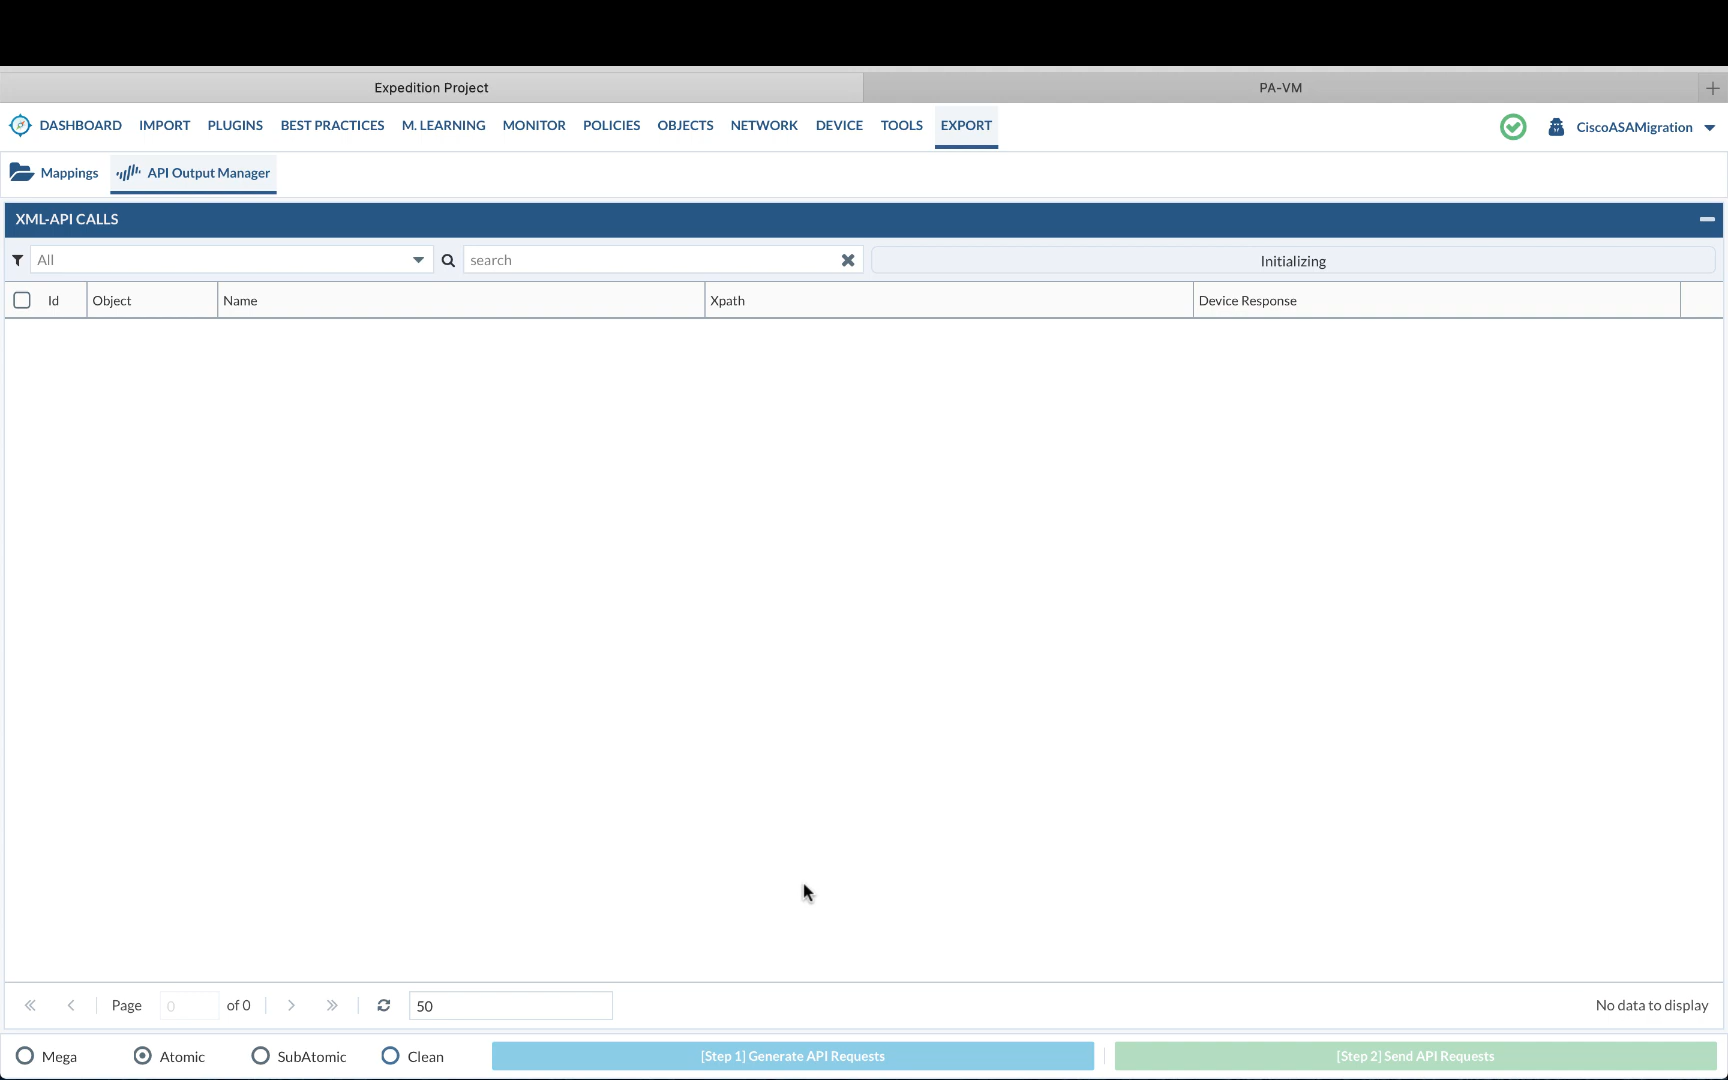 Expedition Project
PA-VM
DASHBOARD IMPORT PLUGINS BEST PRACTICES M. LEARNING MONITOR POLICIES OBJECTS NETWORK DEVICE TOOLS EXPORT CiscoASAMigration
Mappings API Output Manager
XML-API CALLS
All search Initializing
Id Object Name Xpath Device Response
Page 0 of 0 50 No data to display
Mega Atomic SubAtomic Clean [Step 1] Generate API Requests [Step 2] Send API Requests